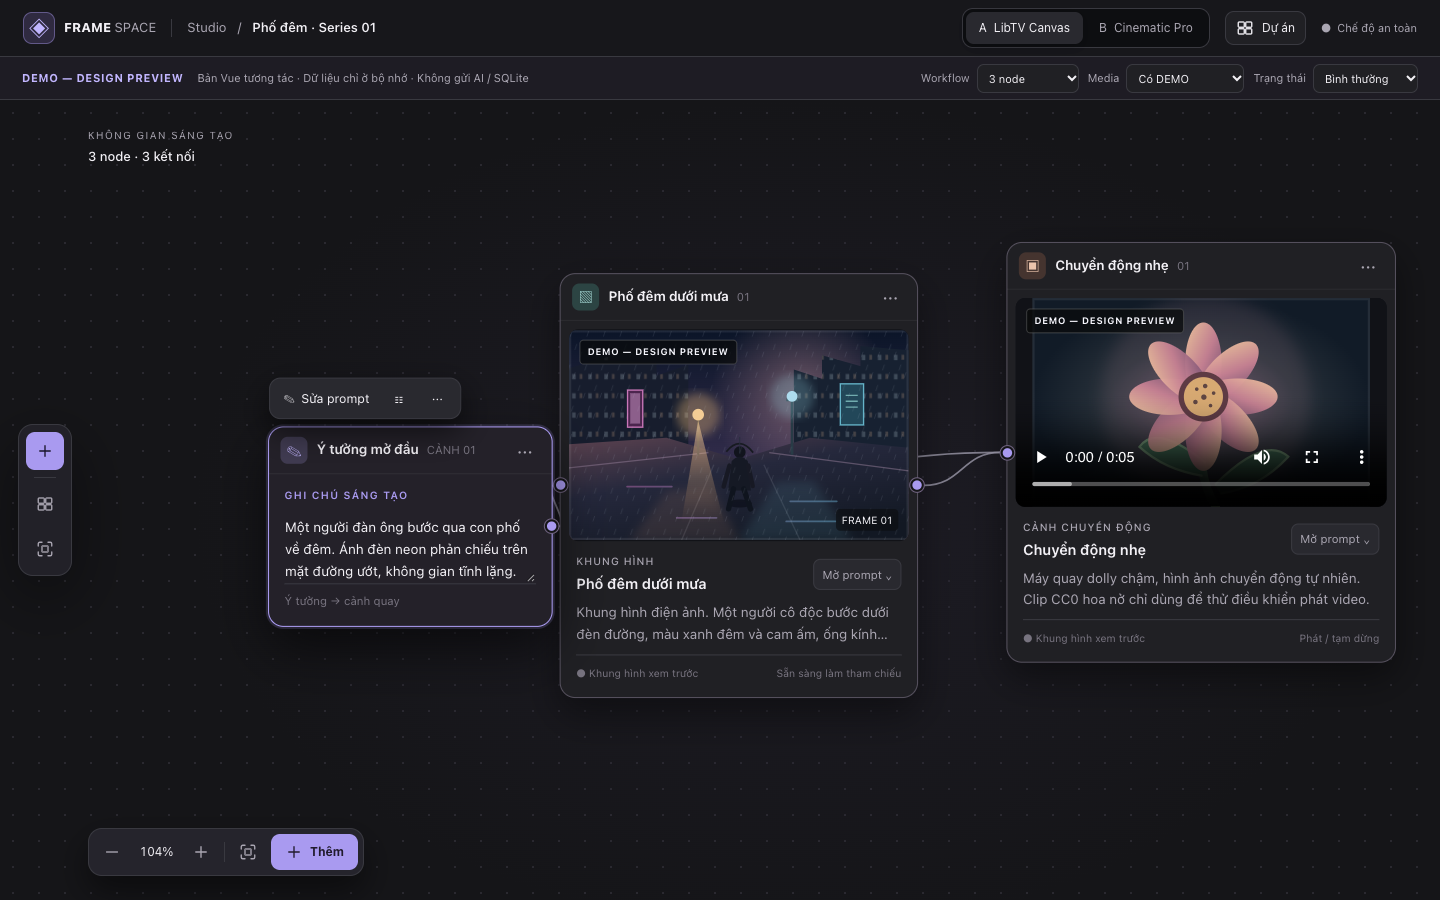 FRAME SPACE
Studio / Phố đêm · Series 01
A LibTV Canvas
B Cinematic Pro
Dự án
Chế độ an toàn
DEMO — DESIGN PREVIEW
Bản Vue tương tác · Dữ liệu chỉ ở bộ nhớ · Không gửi AI / SQLite
Workflow
3 node
Media
Có DEMO
Trạng thái
Bình thường
KHÔNG GIAN SÁNG TẠO
3 node · 3 kết nối
Sửa prompt
Ý tưởng mở đầu CẢNH 01
GHI CHÚ SÁNG TẠO
Một người đàn ông bước qua con phố
về đêm. Ánh đèn neon phản chiếu trên
mặt đường ướt, không gian tĩnh lặng.
Ý tưởng → cảnh quay
Phố đêm dưới mưa 01
DEMO — DESIGN PREVIEW
FRAME 01
KHUNG HÌNH
Phố đêm dưới mưa
Mở prompt
Khung hình điện ảnh. Một người cô độc bước dưới
đèn đường, màu xanh đêm và cam ấm, ống kính...
Khung hình xem trước
Sẵn sàng làm tham chiếu
Chuyển động nhẹ 01
DEMO — DESIGN PREVIEW
0:00 / 0:05
CẢNH CHUYỂN ĐỘNG
Chuyển động nhẹ
Mở prompt
Máy quay dolly chậm, hình ảnh chuyển động tự nhiên.
Clip CC0 hoa nở chỉ dùng để thử điều khiển phát video.
Khung hình xem trước
Phát / tạm dừng
104%
Thêm